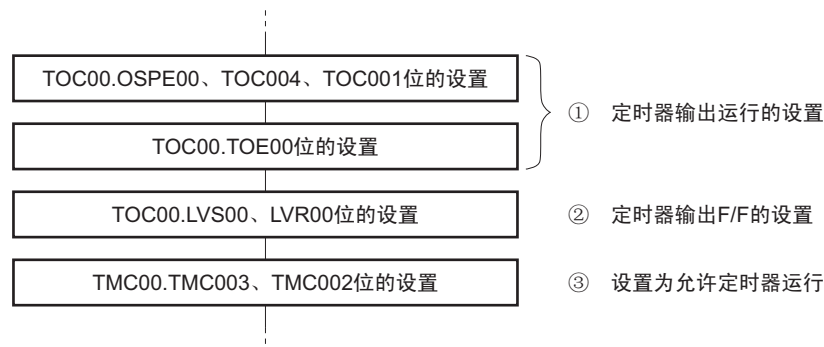 TOC00.OSPE00、TOC004、TOC001位的设置
① 定时器输出运行的设置
TOC00.TOE00位的设置
TOC00.LVS00、LVR00位的设置
② 定时器输出F/F的设置
TMC00.TMC003、TMC002位的设置
③ 设置为允许定时器运行